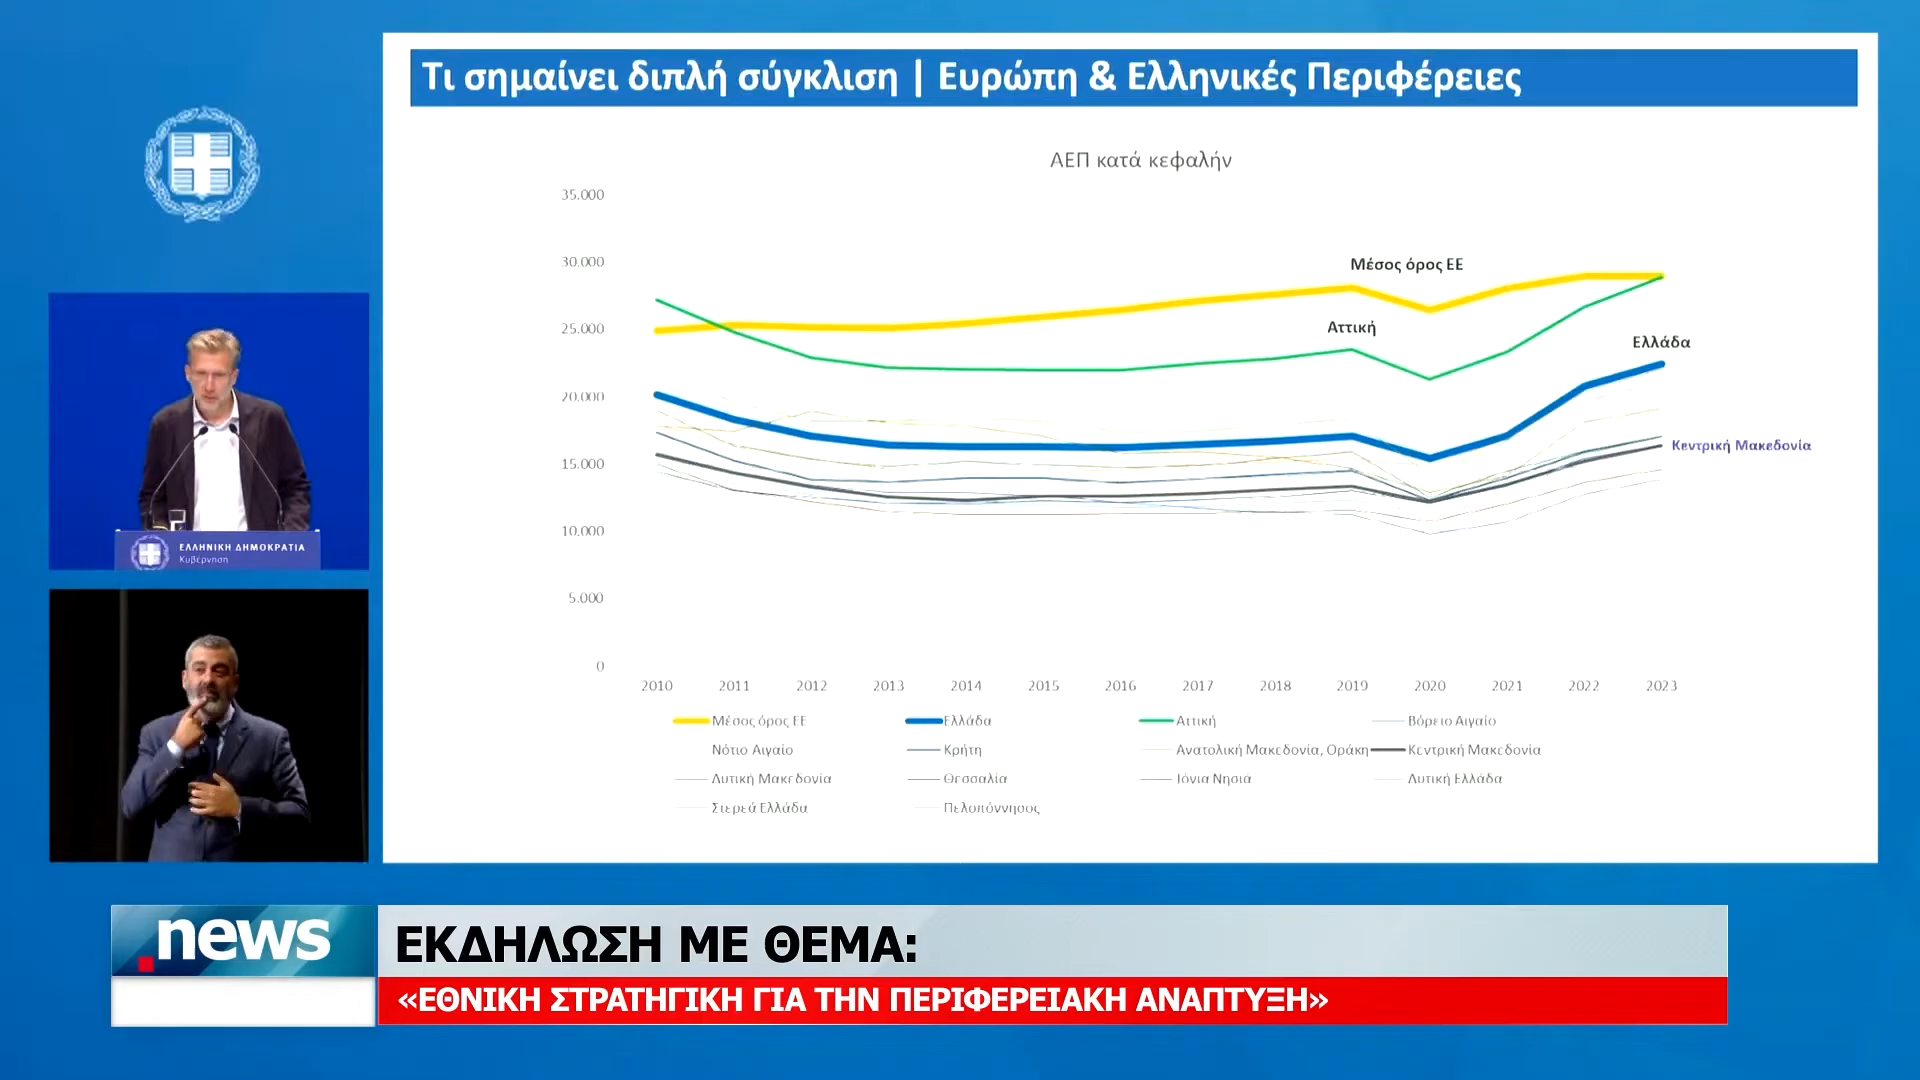 Τι σημαίνει διπλή σύγκλιση | Ευρώπη & Ελληνικές Περιφέρειες
ΑΕΠ κατά κεφαλήν
35.000
30.000
25.000
20.000
15.000
10.000
5.000
0
Μέσος όρος ΕΕ
Αττική
Ελλάδα
Κεντρική Μακεδονία
2010 2011 2012 2013 2014 2015 2016 2017 2018 2019 2020 2021 2022 2023
Μέσος όρος ΕΕ Ελλάδα Αττική Βόρειο Αιγαίο
Νότιο Αιγαίο Κρήτη Ανατολική Μακεδονία, Θράκη Κεντρική Μακεδονία
Δυτική Μακεδονία Θεσσαλία Ιόνια Νησιά Δυτική Ελλάδα
Στερεά Ελλάδα Πελοπόννησος
ΕΛΛΗΝΙΚΗ ΔΗΜΟΚΡΑΤΙΑ
Κυβέρνηση
.news
ΕΚΔΗΛΩΣΗ ΜΕ ΘΕΜΑ:
«ΕΘΝΙΚΗ ΣΤΡΑΤΗΓΙΚΗ ΓΙΑ ΤΗΝ ΠΕΡΙΦΕΡΕΙΑΚΗ ΑΝΑΠΤΥΞΗ»